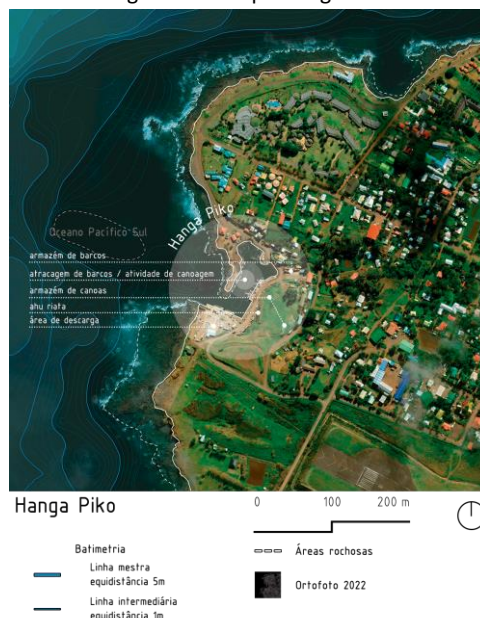 Hanga Piko
Oceano Pacífico Sul
armazém de barcos
atracagem de barcos / atividade de canoagem
armazém de canoas
ahu riata
área de descarga
Hanga Piko
0 100 200 m
Batimetria
Linha mestra
equidistância 5m
Linha intermediária
equidistância 1m
Áreas rochosas
Ortofoto 2022